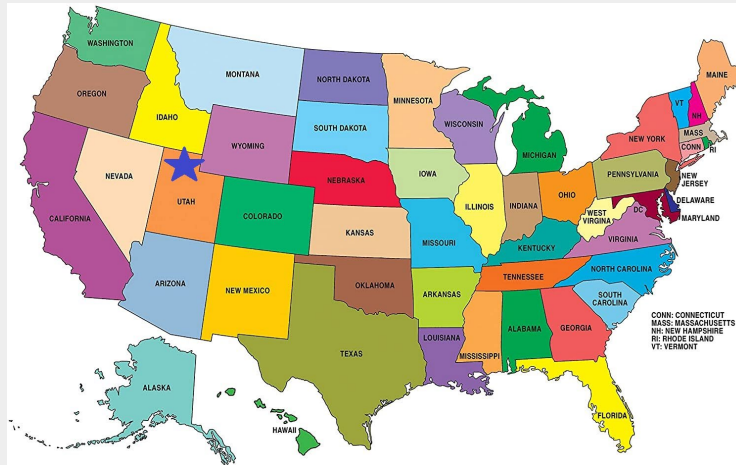 WASHINGTON
MONTANA
NORTH DAKOTA
MINNESOTA
MAINE
OREGON
IDAHO
WYOMING
SOUTH DAKOTA
WISCONSIN
MICHIGAN
VT
NH
NEW YORK
MASS
CONN
RI
NEVADA
UTAH
COLORADO
NEBRASKA
IOWA
ILLINOIS
INDIANA
OHIO
PENNSYLVANIA
NEW
JERSEY
DELAWARE
MARYLAND
DC
WEST
VIRGINIA
VIRGINIA
CALIFORNIA
KANSAS
MISSOURI
KENTUCKY
ARIZONA
NEW MEXICO
OKLAHOMA
ARKANSAS
TENNESSEE
NORTH CAROLINA
SOUTH
CAROLINA
TEXAS
LOUISIANA
MISSISSIPPI
ALABAMA
GEORGIA
FLORIDA
ALASKA
HAWAII
CONN: CONNECTICUT
MASS: MASSACHUSETTS
NH: NEW HAMPSHIRE
RI: RHODE ISLAND
VT: VERMONT